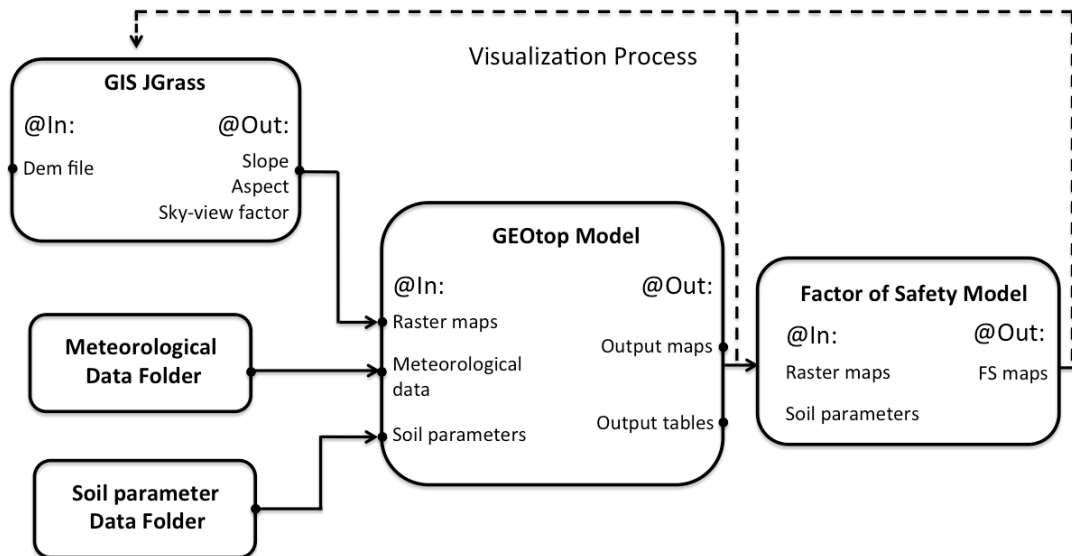 Visualization Process
GIS JGrass
@In:
@Out:
Dem file
Slope
Aspect
Sky-view factor
GEOtop Model
@In:
@Out:
Raster maps
Meteorological
data
Soil parameters
Output maps
Output tables
Meteorological
Data Folder
Soil parameter
Data Folder
Factor of Safety Model
@In:
@Out:
Raster maps
FS maps
Soil parameters